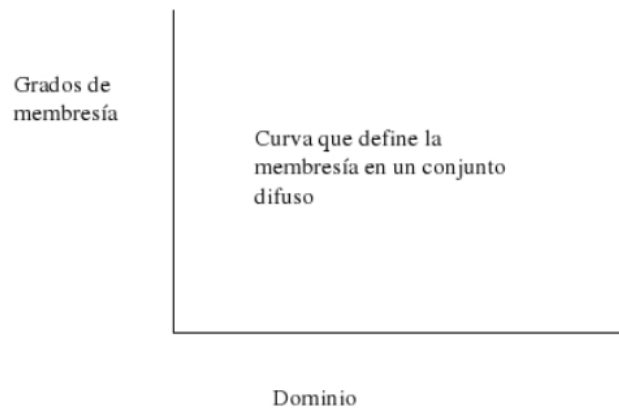 Grados de
membresía
Curva que define la
membresía en un conjunto
difuso
Dominio